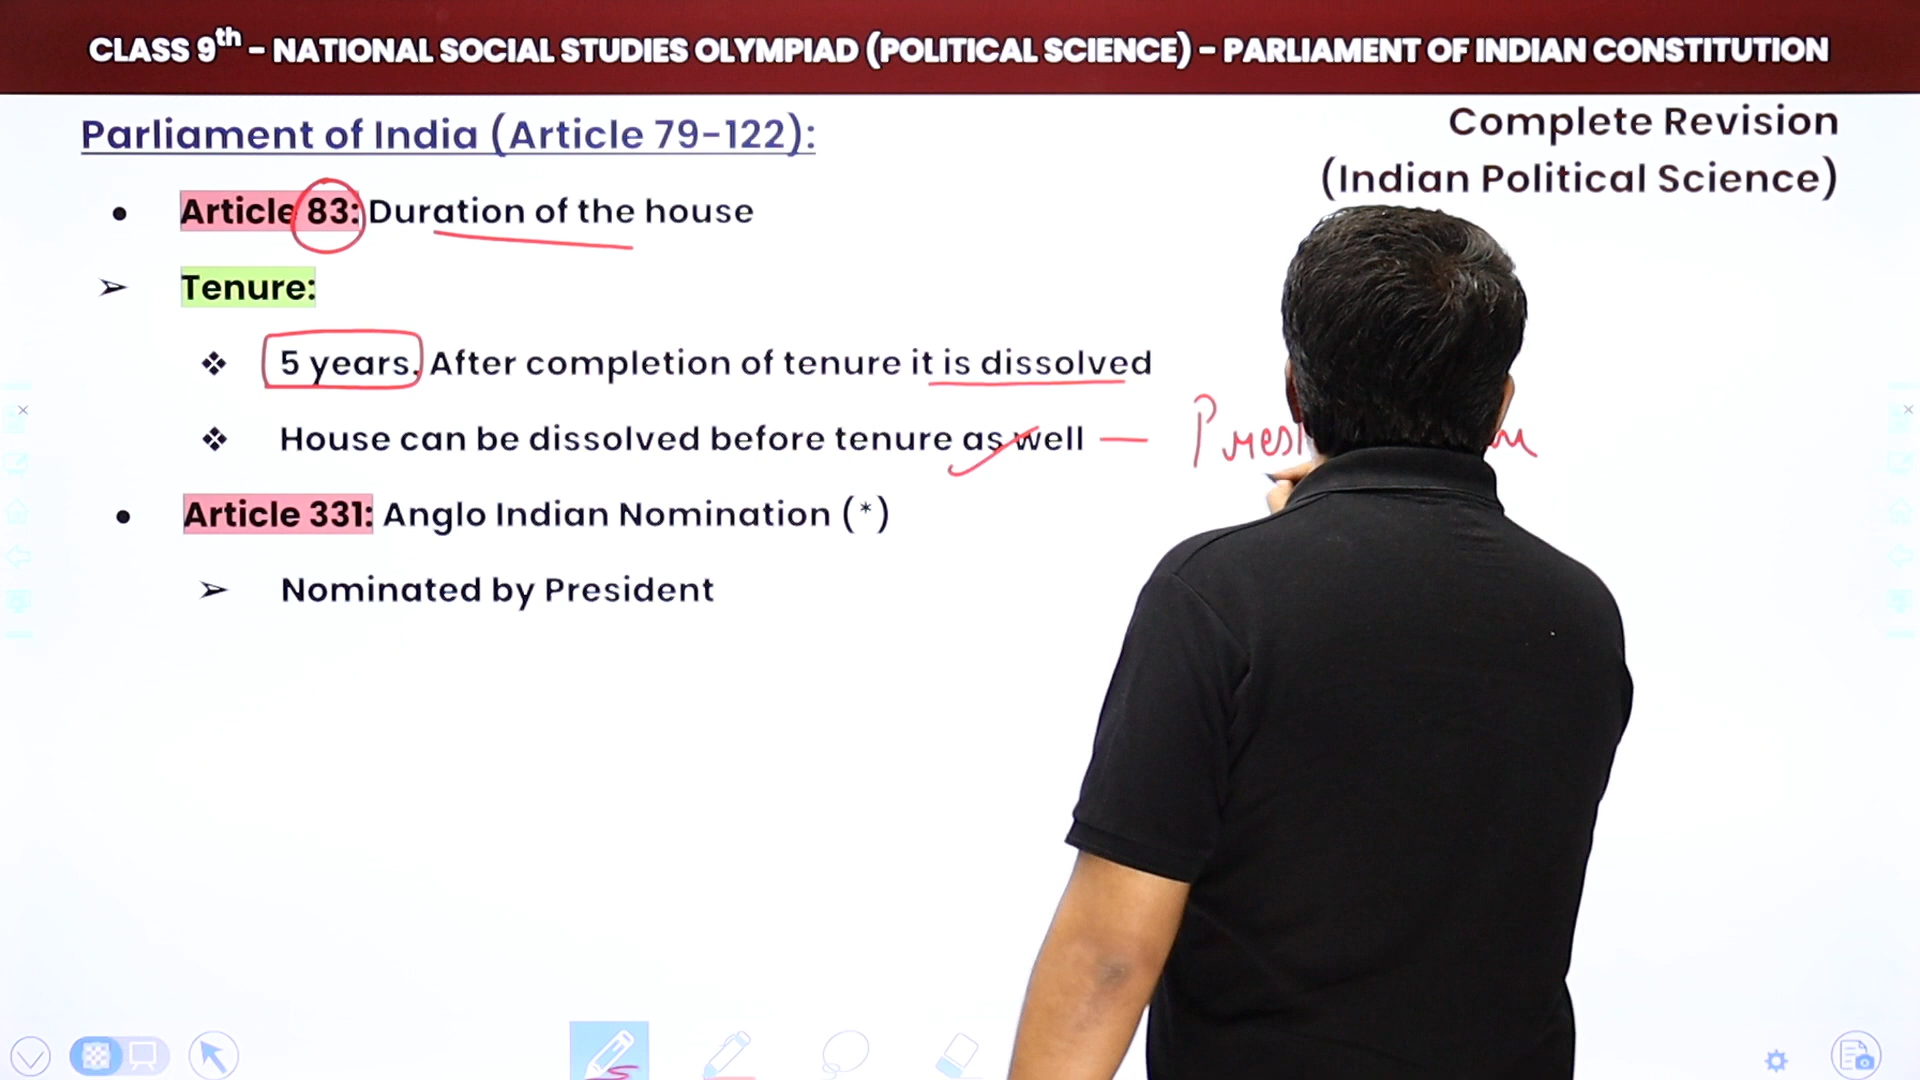 CLASS 9th - NATIONAL SOCIAL STUDIES OLYMPIAD (POLITICAL SCIENCE) - PARLIAMENT OF INDIAN CONSTITUTION
Complete Revision
(Indian Political Science)
Parliament of India (Article 79-122):
• Article 83: Duration of the house
➢ Tenure:
❖ 5 years. After completion of tenure it is dissolved
❖ House can be dissolved before tenure as well —
• Article 331: Anglo Indian Nomination (*)
➢ Nominated by President